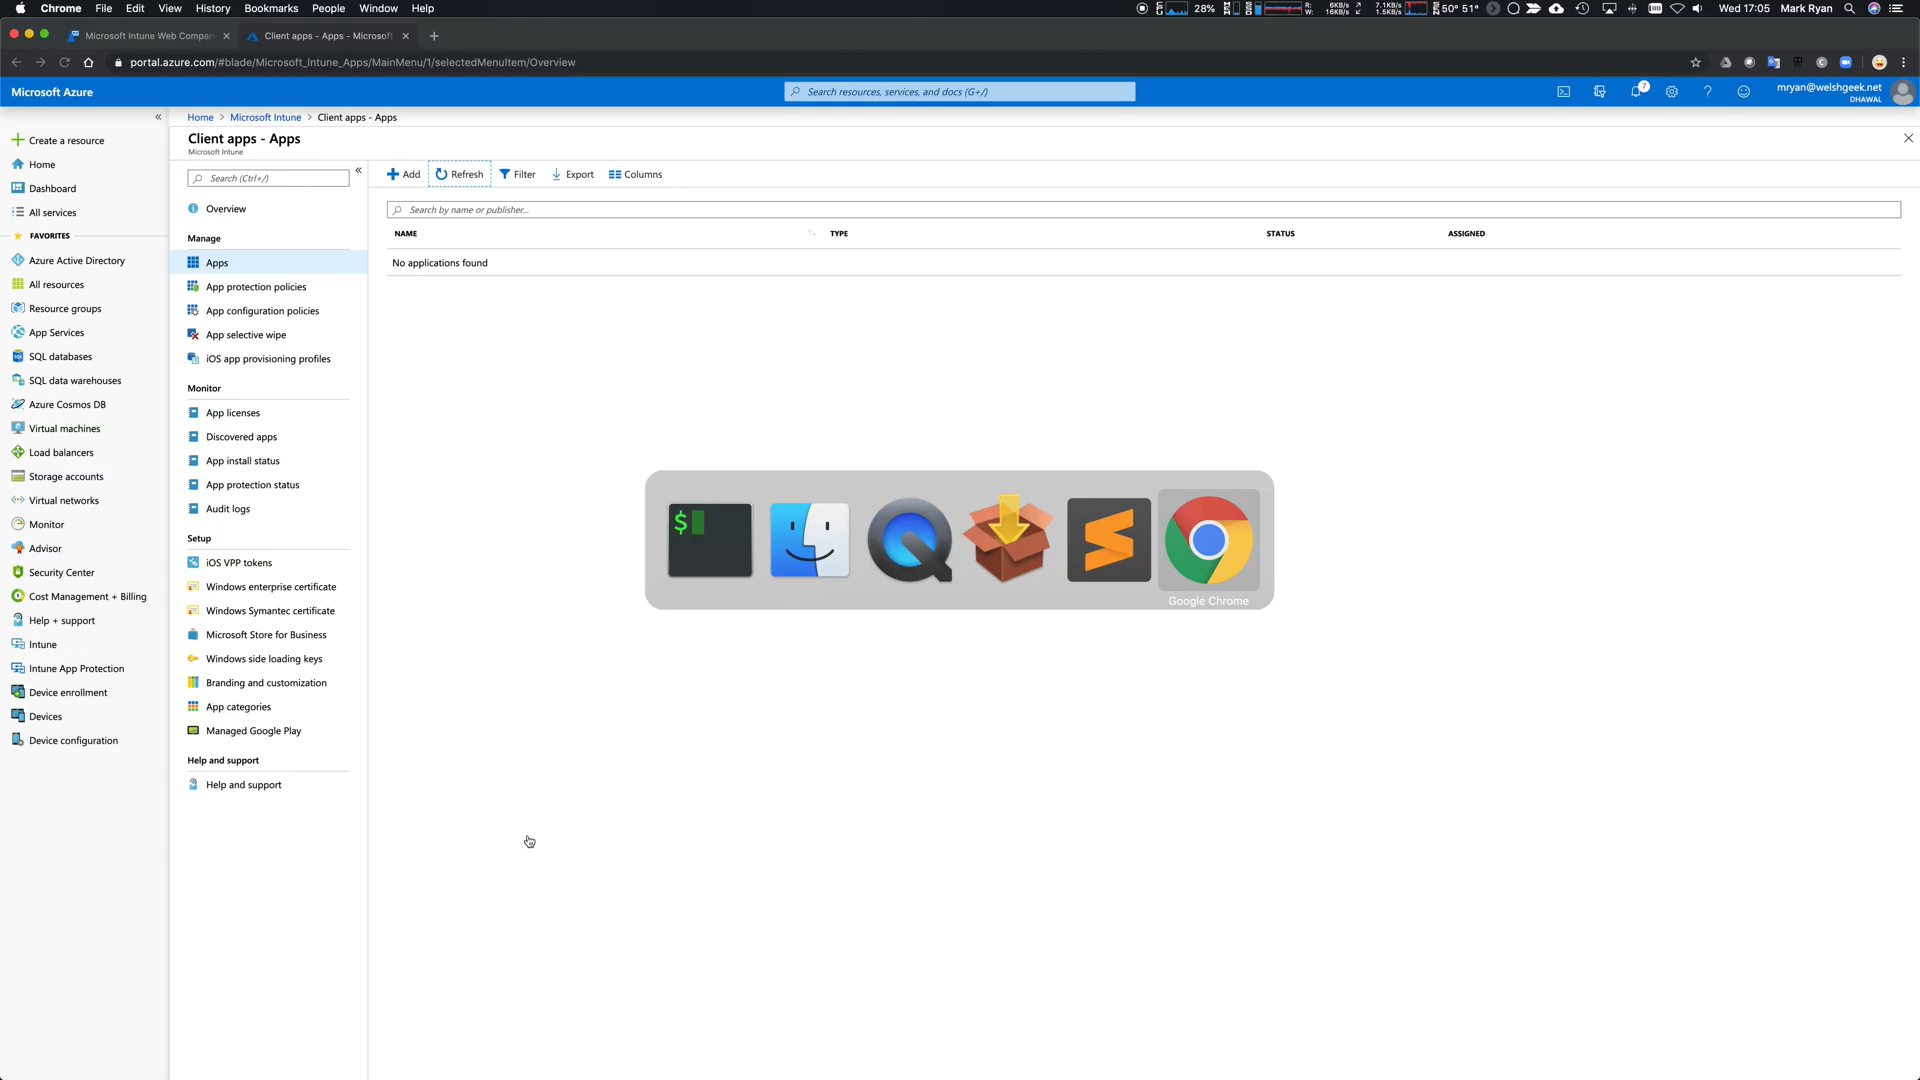 Chrome File Edit View History Bookmarks People Window Help
28% R: 6KB/s W: 16KB/s 7.1KB/s 1.5KB/s 50° 51° Wed 17:05 Mark Ryan
Microsoft Intune Web Compan
Client apps - Apps - Microsoft
portal.azure.com/#blade/Microsoft_Intune_Apps/MainMenu/1/selectedMenuItem/Overview
Microsoft Azure
Search resources, services, and docs (G+/)
7
mryan@welshgeek.net
DHAWAL
Create a resource
Home
Dashboard
All services
FAVORITES
Azure Active Directory
All resources
Resource groups
App Services
SQL databases
SQL data warehouses
Azure Cosmos DB
Virtual machines
Load balancers
Storage accounts
Virtual networks
Monitor
Advisor
Security Center
Cost Management + Billing
Help + support
Intune
Intune App Protection
Device enrollment
Devices
Device configuration
Home > Microsoft Intune > Client apps - Apps
Client apps - Apps
Microsoft Intune
Search (Ctrl+/)
Overview
Manage
Apps
App protection policies
App configuration policies
App selective wipe
iOS app provisioning profiles
Monitor
App licenses
Discovered apps
App install status
App protection status
Audit logs
Setup
iOS VPP tokens
Windows enterprise certificate
Windows Symantec certificate
Microsoft Store for Business
Windows side loading keys
Branding and customization
App categories
Managed Google Play
Help and support
Help and support
Add Refresh Filter Export Columns
Search by name or publisher...
NAME TYPE STATUS ASSIGNED
No applications found
$
Google Chrome